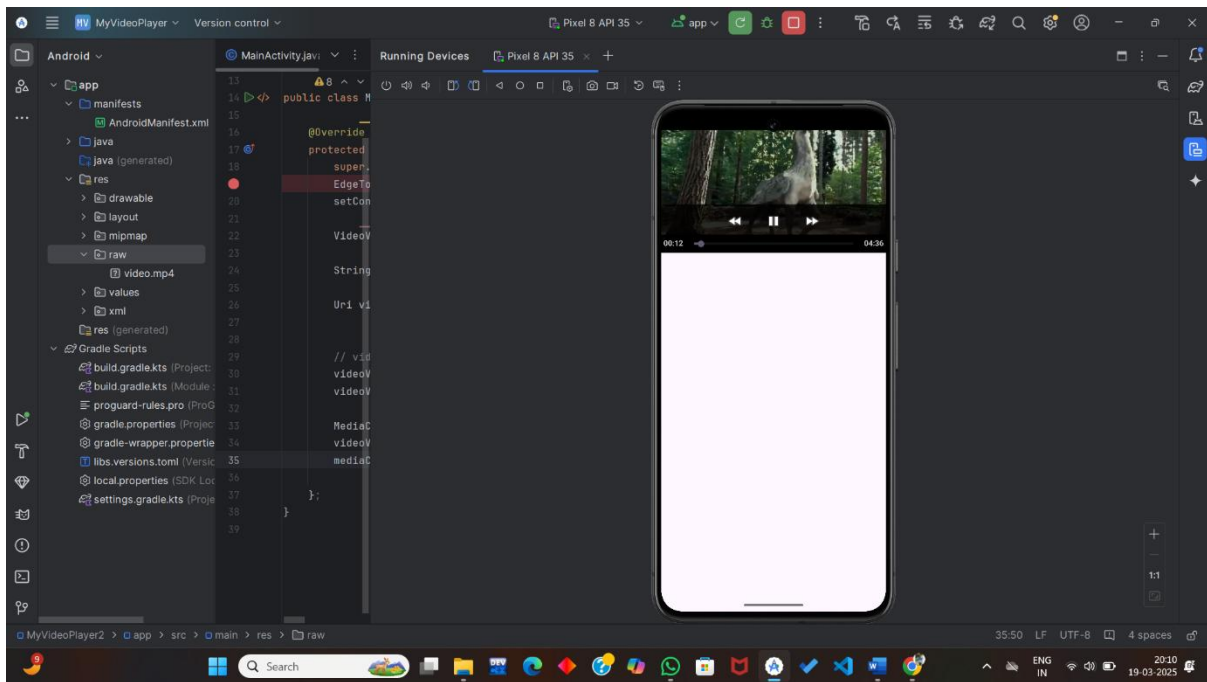 MV MyVideoPlayer Version control Pixel 8 API 35 app
Android
MainActivity.java
Running Devices Pixel 8 API 35
app
manifests
AndroidManifest.xml
java
java (generated)
res
drawable
layout
mipmap
raw
video.mp4
values
xml
res (generated)
Gradle Scripts
build.gradle.kts (Project:
build.gradle.kts (Module :
proguard-rules.pro (ProG
gradle.properties (Projec
gradle-wrapper.propertie
libs.versions.toml (Versic
local.properties (SDK Loc
settings.gradle.kts (Proje
13 8
14 public class M
15
16 @Override
17 protected
18 super.
EdgeTo
20 setCon
21
22 VideoV
23
24 String
25
26 Uri vi
27
28
29 // vid
30 videoV
31 videoV
32
33 MediaC
34 videoV
35 mediaC
36
37 };
38 }
39
00:12 04:36
1:1
MyVideoPlayer2 > app > src > main > res > raw
35:50 LF UTF-8 4 spaces
9
Search
DEV
ENG
IN
20:10
19-03-2025